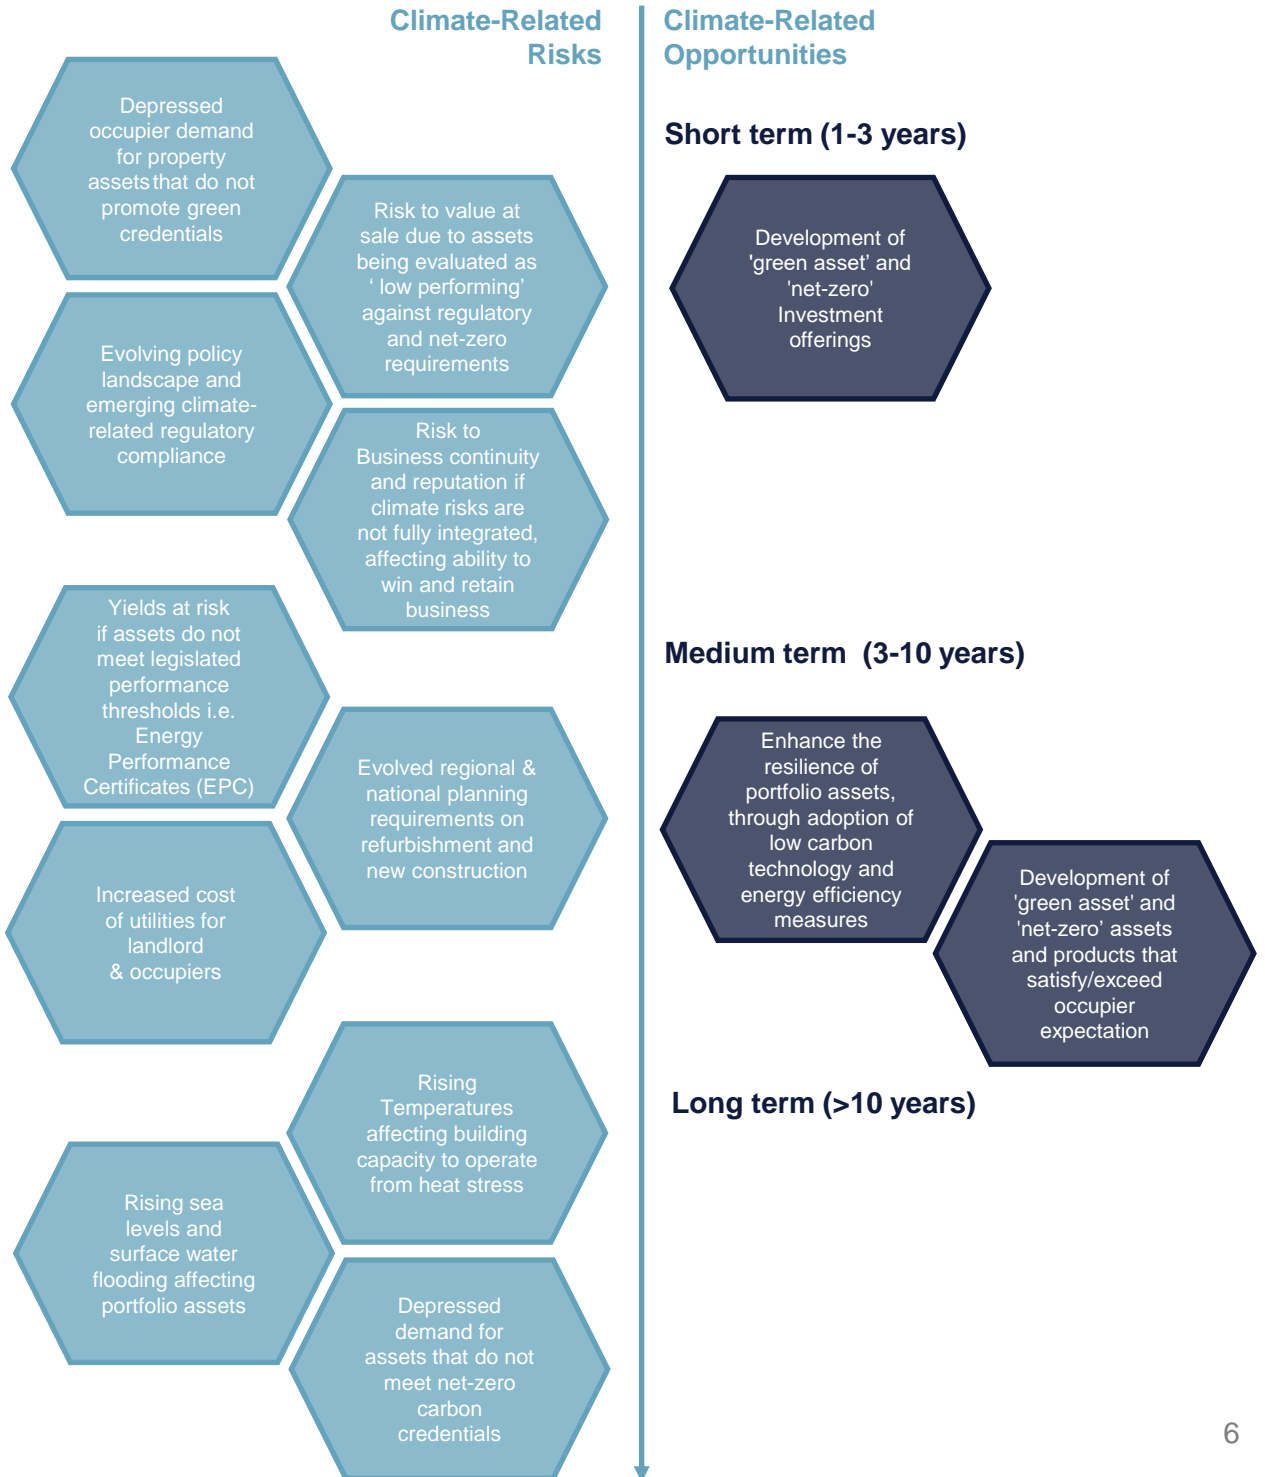 Climate-Related
Risks
Climate-Related
Opportunities
Short term (1-3 years)
Depressed
occupier demand
for property
assets that do not
promote green
credentials
Risk to value at
sale due to assets
being evaluated as
‘ low performing’
against regulatory
and net-zero
requirements
Evolving policy
landscape and
emerging climate-
related regulatory
compliance
Risk to
Business continuity
and reputation if
climate risks are
not fully integrated,
affecting ability to
win and retain
business
Development of
'green asset’ and
'net-zero'
Investment
offerings
Medium term (3-10 years)
Yields at risk
if assets do not
meet legislated
performance
thresholds i.e.
Energy
Performance
Certificates (EPC)
Evolved regional &
national planning
requirements on
refurbishment and
new construction
Increased cost
of utilities for
landlord
& occupiers
Enhance the
resilience of
portfolio assets,
through adoption of
low carbon
technology and
energy efficiency
measures
Development of
'green asset' and
'net-zero’ assets
and products that
satisfy/exceed
occupier
expectation
Long term (>10 years)
Rising
Temperatures
affecting building
capacity to operate
from heat stress
Rising sea
levels and
surface water
flooding affecting
portfolio assets
Depressed
demand for
assets that do not
meet net-zero
carbon
credentials
6